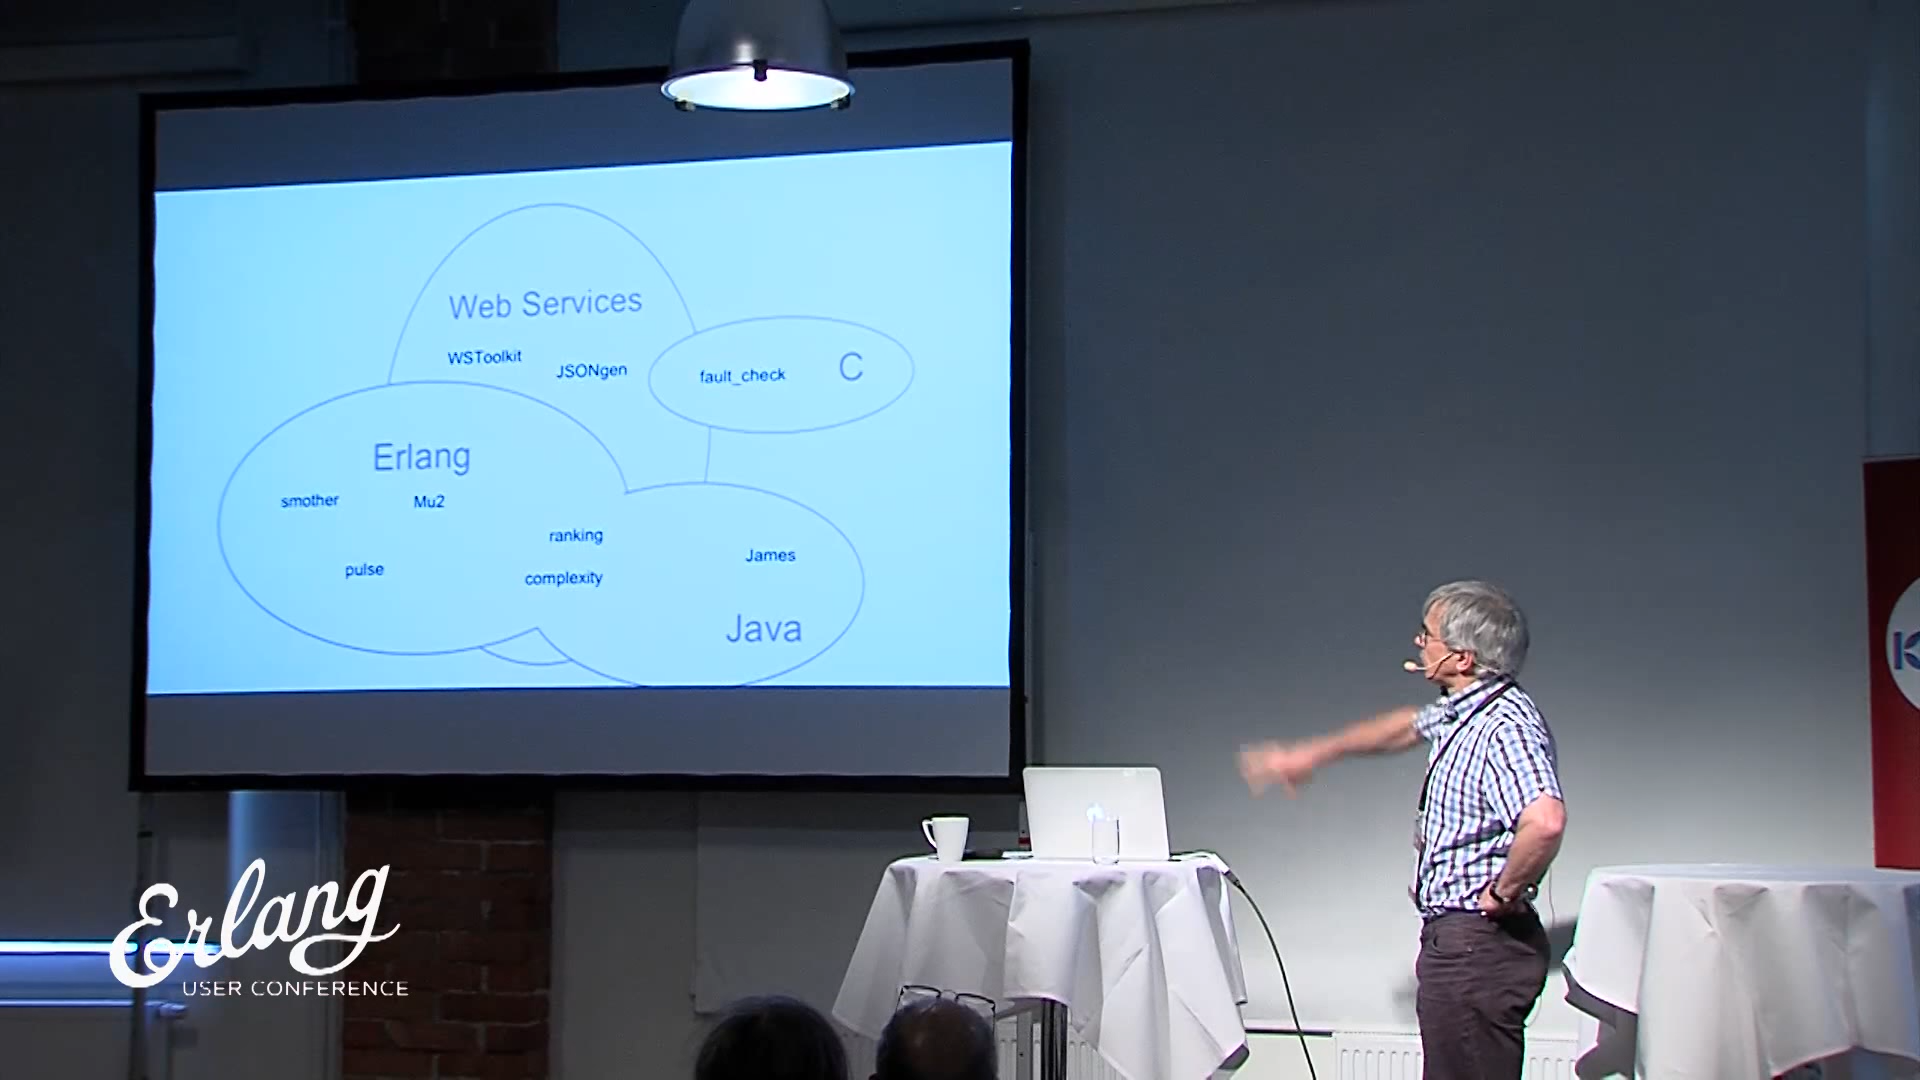 Web Services
WSToolkit
JSONgen
fault_check
C
Erlang
smother
Mu2
ranking
James
pulse
complexity
Java
Erlang
USER CONFERENCE